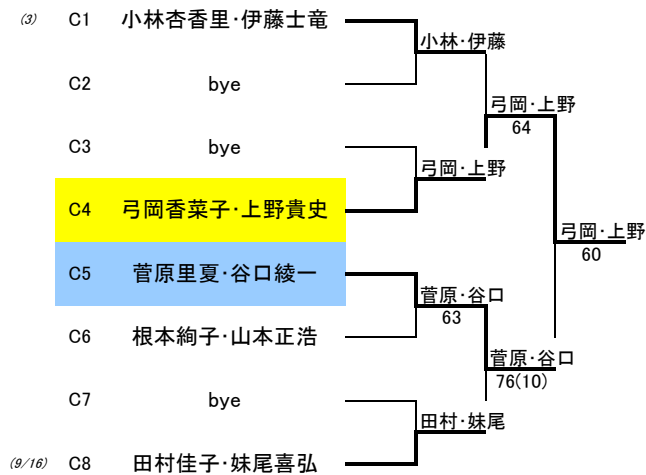 (3) C1 小林杏香里・伊藤士竜
小林・伊藤
C2 bye
弓岡・上野
64
C3 bye
弓岡・上野
C4 弓岡香菜子・上野貴史
弓岡・上野
60
C5 菅原里夏・谷口綾一
菅原・谷口
63
C6 根本絢子・山本正浩
菅原・谷口
76(10)
C7 bye
田村・妹尾
(9/16) C8 田村佳子・妹尾喜弘